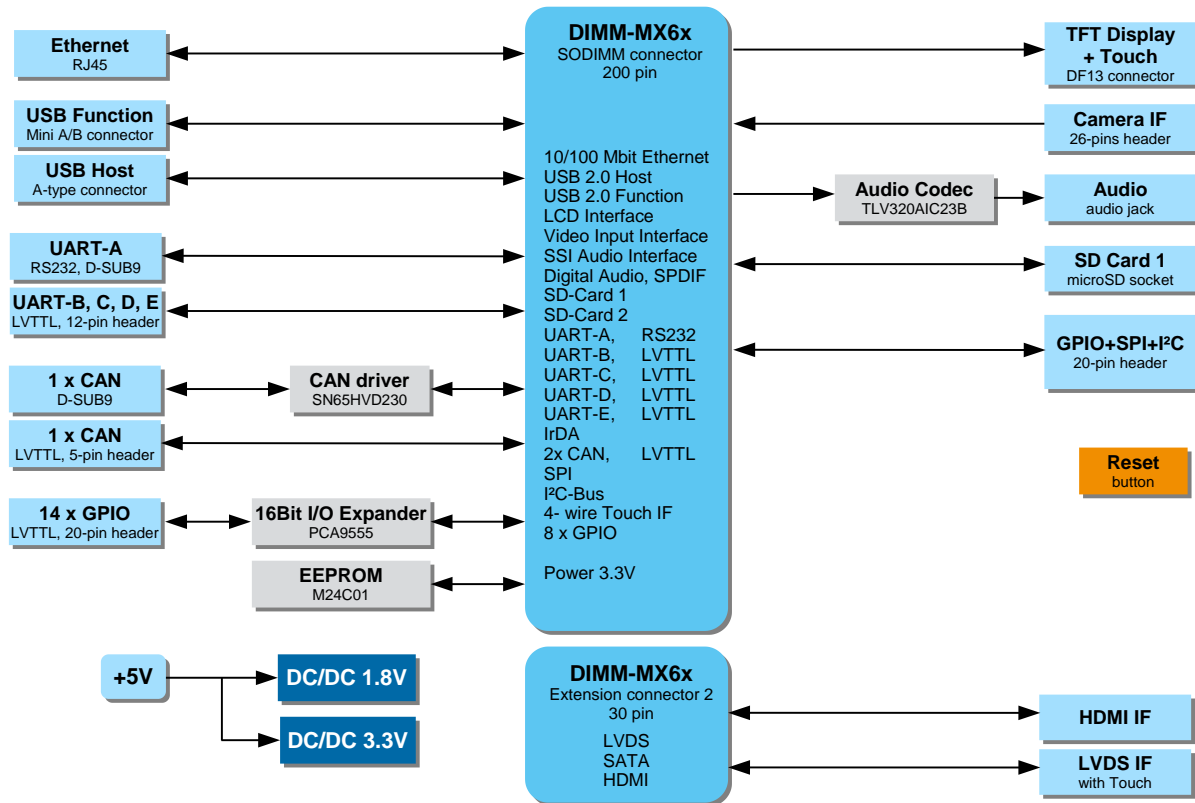 Ethernet
RJ45
USB Function
Mini A/B connector
USB Host
A-type connector
UART-A
RS232, D-SUB9
UART-B, C, D, E
LVTTL, 12-pin header
1 x CAN
D-SUB9
CAN driver
SN65HVD230
1 x CAN
LVTTL, 5-pin header
14 x GPIO
LVTTL, 20-pin header
16Bit I/O Expander
PCA9555
EEPROM
M24C01
+5V
DC/DC 1.8V
DC/DC 3.3V
DIMM-MX6x
SODIMM connector
200 pin
10/100 Mbit Ethernet
USB 2.0 Host
USB 2.0 Function
LCD Interface
Video Input Interface
SSI Audio Interface
Digital Audio, SPDIF
SD-Card 1
SD-Card 2
UART-A, RS232
UART-B, LVTTL
UART-C, LVTTL
UART-D, LVTTL
UART-E, LVTTL
IrDA
2x CAN, LVTTL
SPI
I²C-Bus
4- wire Touch IF
8 x GPIO
Power 3.3V
DIMM-MX6x
Extension connector 2
30 pin
LVDS
SATA
HDMI
TFT Display
+ Touch
DF13 connector
Camera IF
26-pins header
Audio Codec
TLV320AIC23B
Audio
audio jack
SD Card 1
microSD socket
GPIO+SPI+I²C
20-pin header
Reset
button
HDMI IF
LVDS IF
with Touch